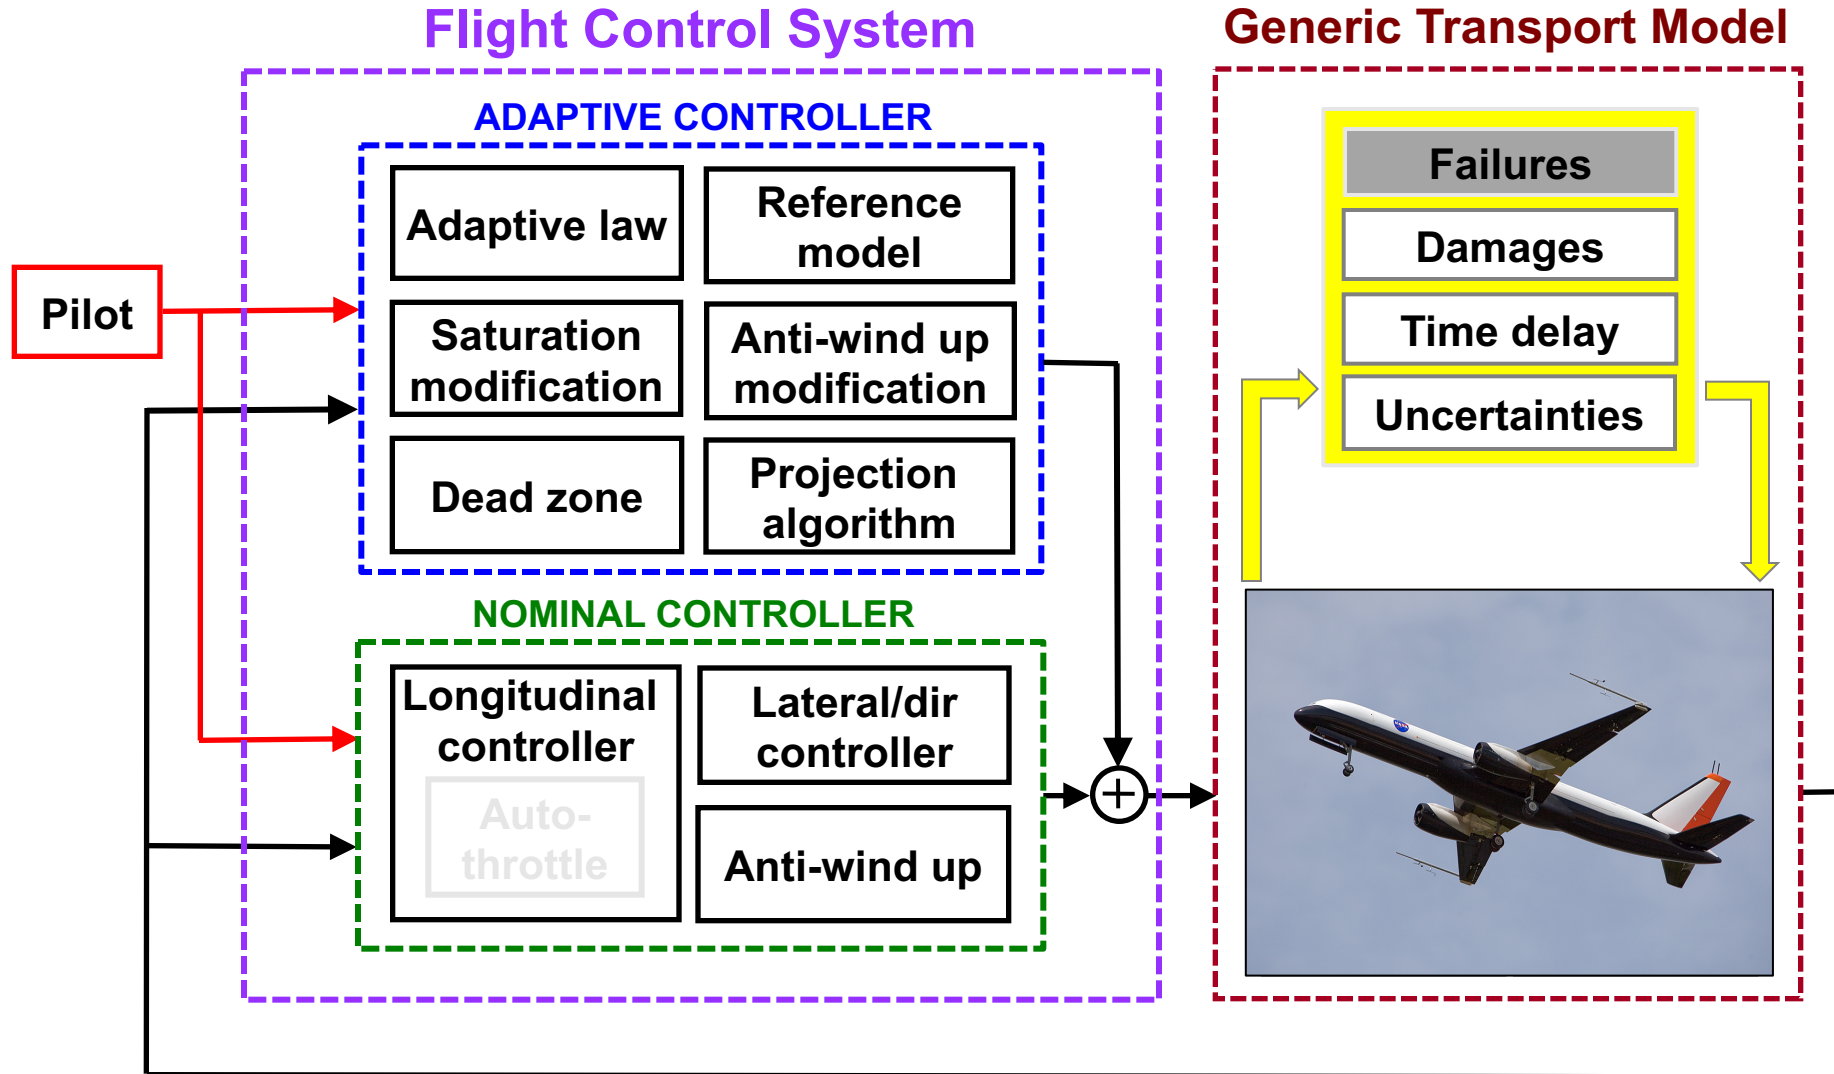 Flight Control System
Generic Transport Model
ADAPTIVE CONTROLLER
Adaptive law
Reference
model
Saturation
modification
Anti-wind up
modification
Dead zone
Projection
algorithm
Pilot
NOMINAL CONTROLLER
Longitudinal
controller
Auto-
throttle
Lateral/dir
controller
Anti-wind up
+
Failures
Damages
Time delay
Uncertainties